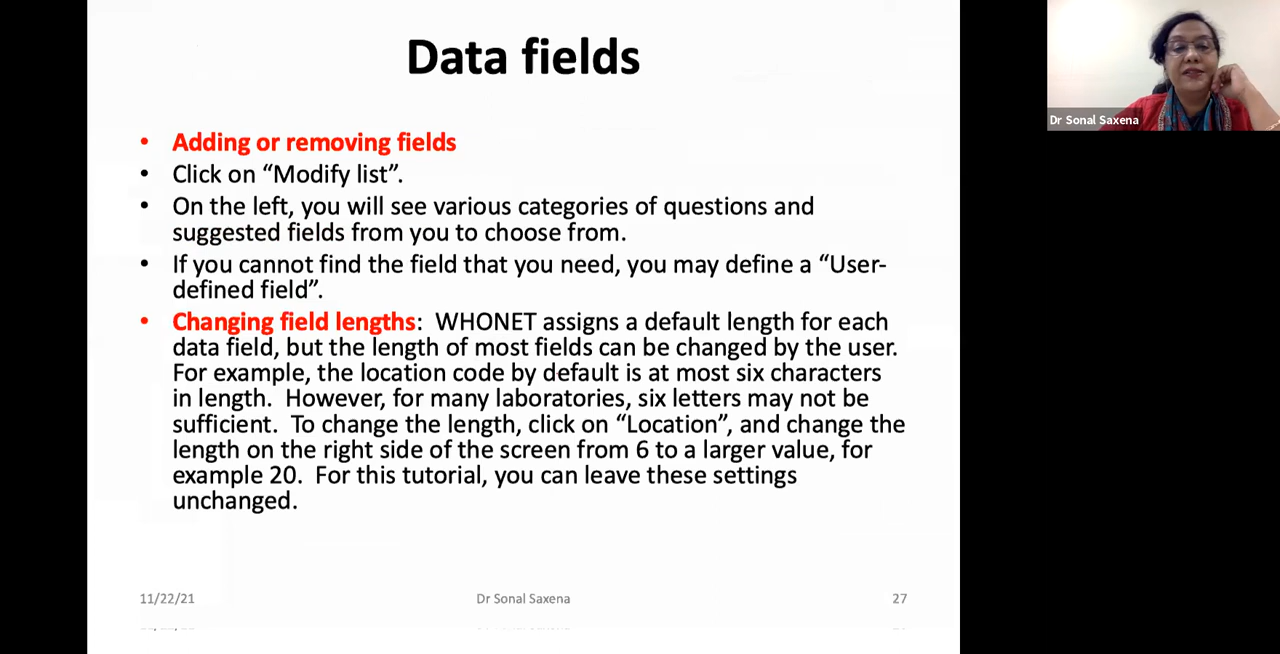 Data fields
• Adding or removing fields
• Click on “Modify list”.
• On the left, you will see various categories of questions and
suggested fields from you to choose from.
• If you cannot find the field that you need, you may define a “User-
defined field”.
• Changing field lengths:  WHONET assigns a default length for each
data field, but the length of most fields can be changed by the user.
For example, the location code by default is at most six characters
in length.  However, for many laboratories, six letters may not be
sufficient.  To change the length, click on “Location”, and change the
length on the right side of the screen from 6 to a larger value, for
example 20.  For this tutorial, you can leave these settings
unchanged.
11/22/21 Dr Sonal Saxena 27
Dr Sonal Saxena